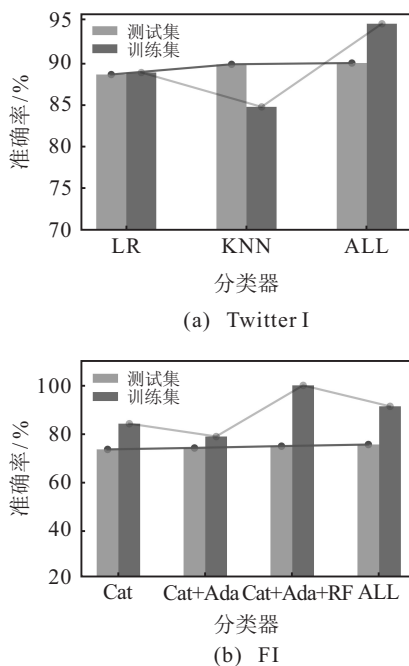 95
90
85
80
75
70
准确率/%
测试集
训练集
LR KNN ALL
分类器
(a) Twitter I
100
80
60
40
20
准确率/%
测试集
训练集
Cat Cat+Ada Cat+Ada+RF ALL
分类器
(b) FI